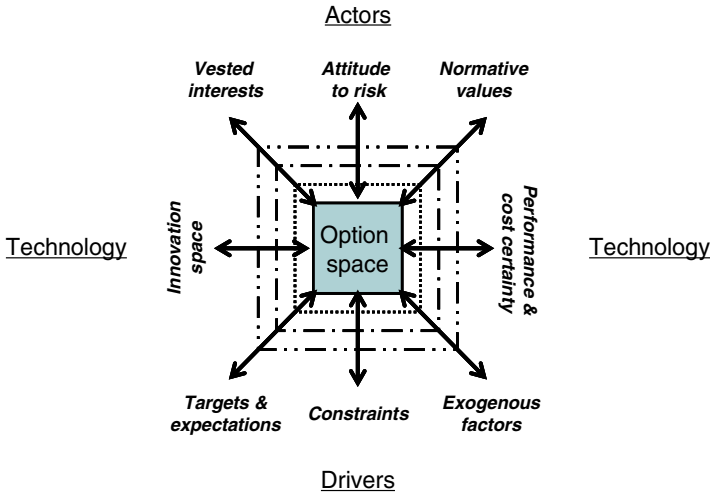 Actors
Vested
interests
Attitude
to risk
Normative
values
Technology
Innovation
space
Option
space
Performance &
cost certainty
Technology
Targets &
expectations
Constraints
Exogenous
factors
Drivers